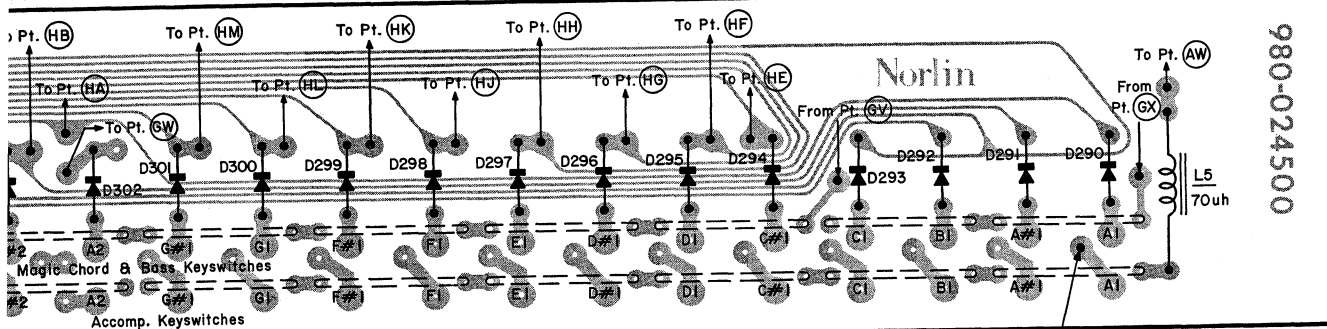 To Pt. HB
To Pt. HM
To Pt. HK
To Pt. HH
To Pt. HF
To Pt. AW
To Pt. HA
To Pt. HL
To Pt. HJ
To Pt. HG
To Pt. HE
Norlin
From
Pt. GX
980-024500
To Pt. GW
From Pt. GV
D302
D301
D300
D299
D298
D297
D296
D295
D294
D293
D292
D291
D290
L5
70uh
#2
A2
G#1
G1
F#1
F1
E1
D#1
D1
C#1
C1
B1
A#1
A1
Magic Chord & Bass Keyswitches
#2
A2
G#1
G1
F#1
F1
E1
D#1
D1
C#1
C1
B1
A#1
A1
Accomp. Keyswitches